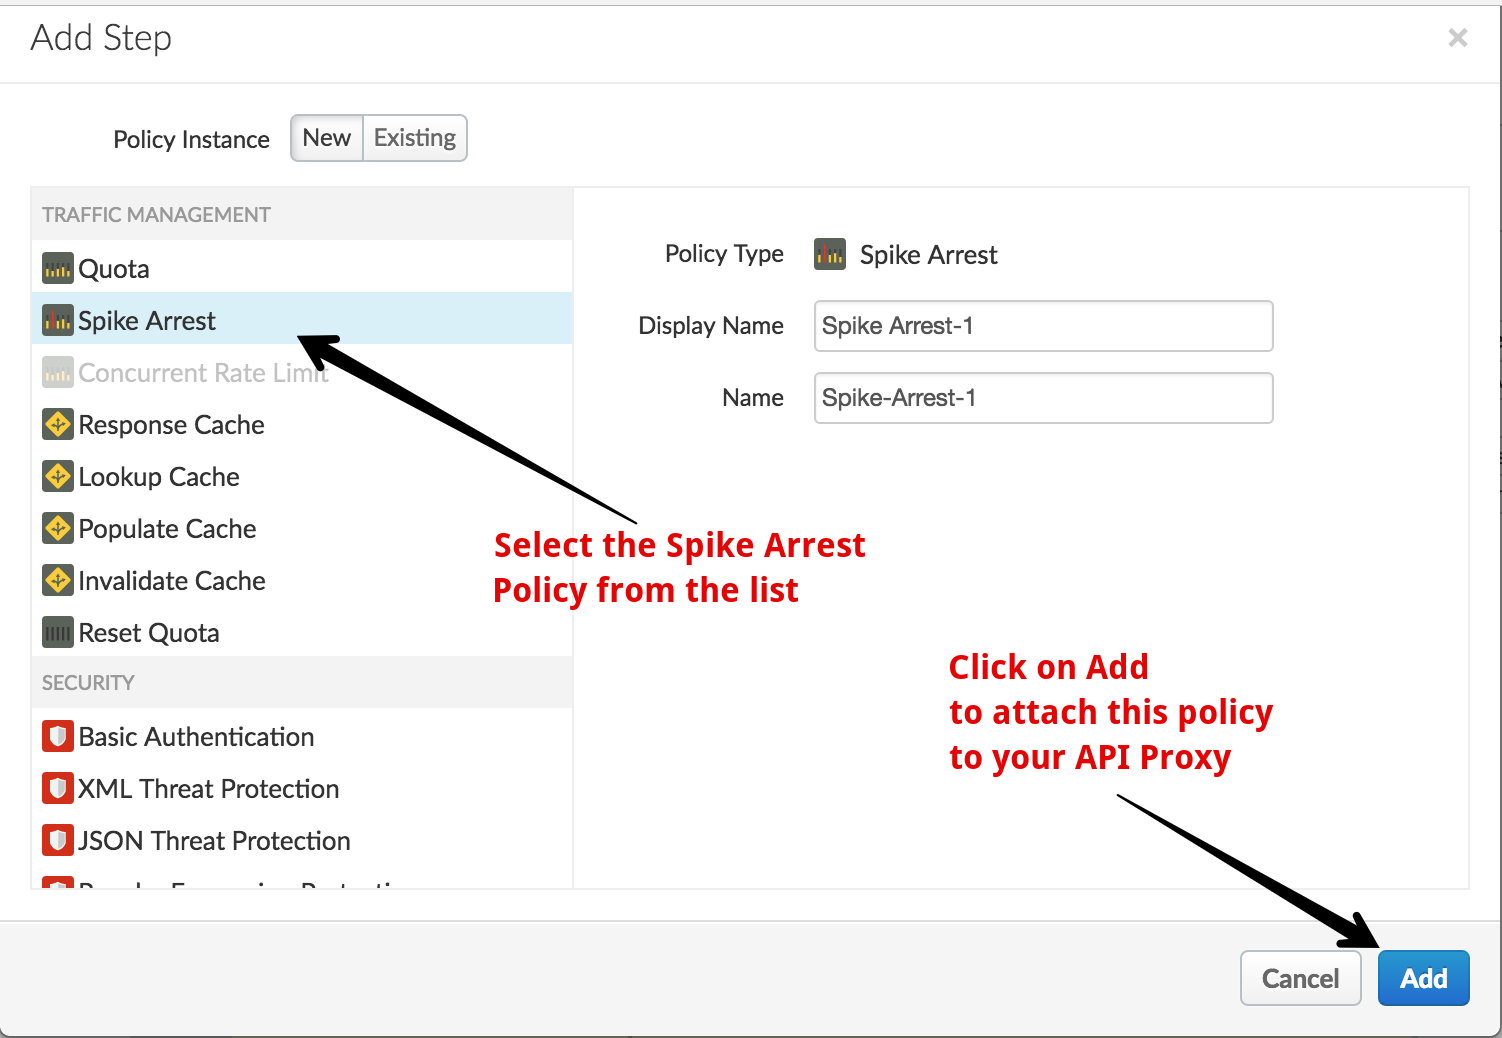 Add Step
×
Policy Instance New Existing
TRAFFIC MANAGEMENT
Quota
Spike Arrest
Concurrent Rate Limit
Response Cache
Lookup Cache
Populate Cache
Invalidate Cache
Reset Quota
SECURITY
Basic Authentication
XML Threat Protection
JSON Threat Protection
Policy Type Spike Arrest
Display Name Spike Arrest-1
Name Spike-Arrest-1
Select the Spike Arrest
Policy from the list
Click on Add
to attach this policy
to your API Proxy
Cancel Add